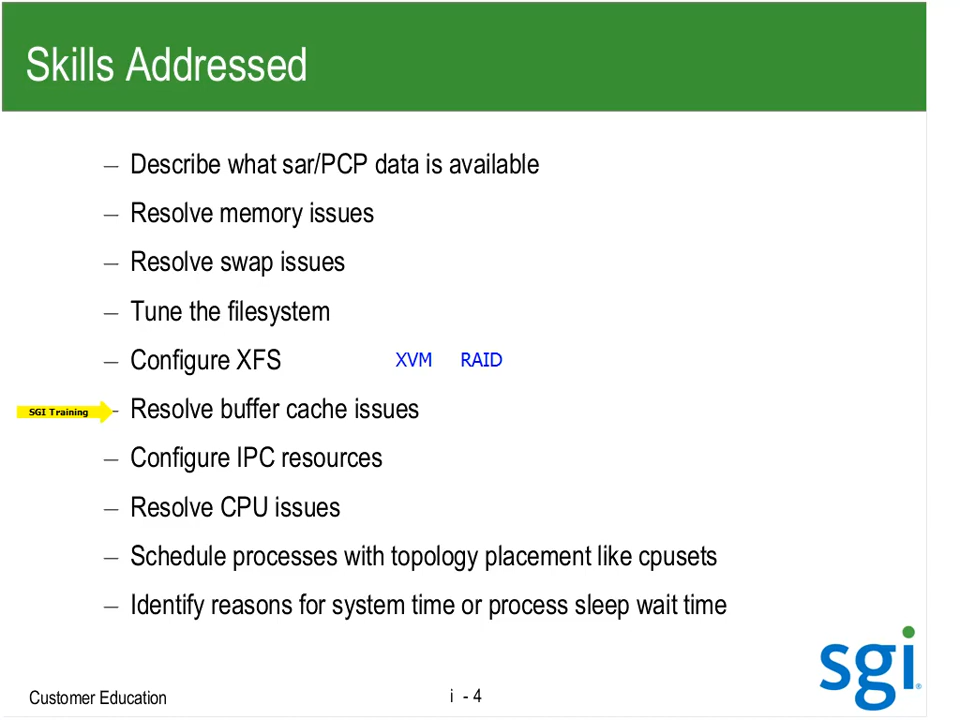 Skills Addressed
– Describe what sar/PCP data is available
– Resolve memory issues
– Resolve swap issues
– Tune the filesystem
– Configure XFS XVM RAID
SGI Training - Resolve buffer cache issues
– Configure IPC resources
– Resolve CPU issues
– Schedule processes with topology placement like cpusets
– Identify reasons for system time or process sleep wait time
sgi®
Customer Education i - 4